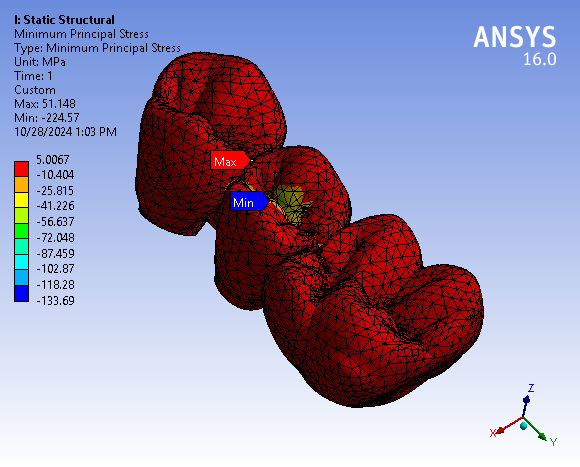 I: Static Structural
Minimum Principal Stress
Type: Minimum Principal Stress
Unit: MPa
Time: 1
Custom
Max: 51.148
Min: -224.57
10/28/2024 1:03 PM
ANSYS
16.0
5.0067
-10.404
-25.815
-41.226
-56.637
-72.048
-87.459
-102.87
-118.28
-133.69
Max
Min
Z
X
Y